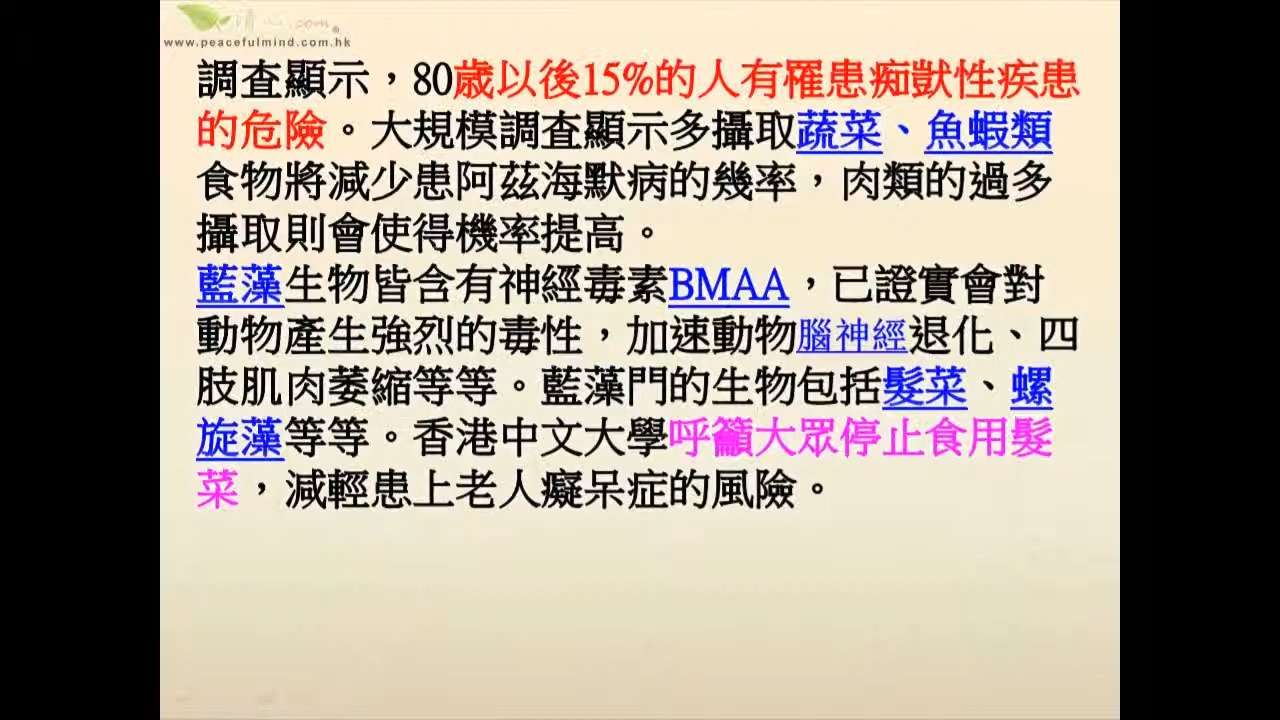 晴心.com®
www.peacefulmind.com.hk
調查顯示，80歲以後15%的人有罹患痴獃性疾患
的危險。大規模調查顯示多攝取蔬菜、魚蝦類
食物將減少患阿茲海默病的幾率，肉類的過多
攝取則會使得機率提高。
藍藻生物皆含有神經毒素BMAA，已證實會對
動物產生強烈的毒性，加速動物腦神經退化、四
肢肌肉萎縮等等。藍藻門的生物包括髮菜、螺
旋藻等等。香港中文大學呼籲大眾停止食用髮
菜，減輕患上老人癡呆症的風險。